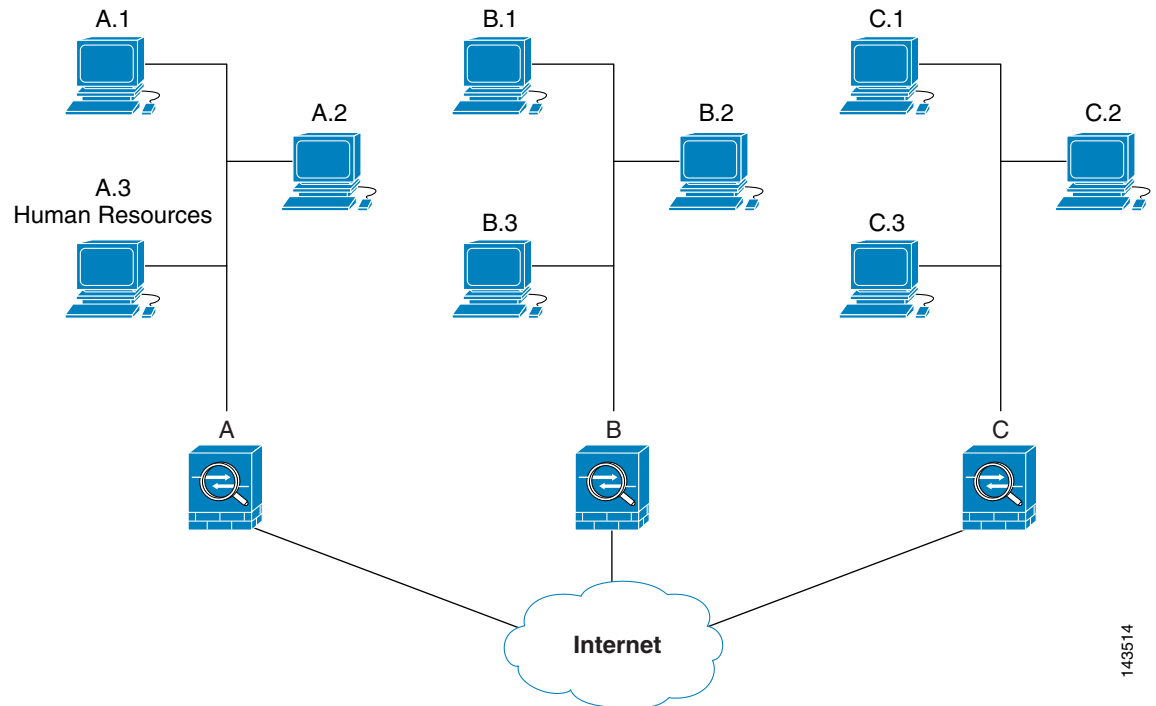 A.1
B.1
C.1
A.2
B.2
C.2
A.3
Human Resources
B.3
C.3
A
B
C
Internet
143514